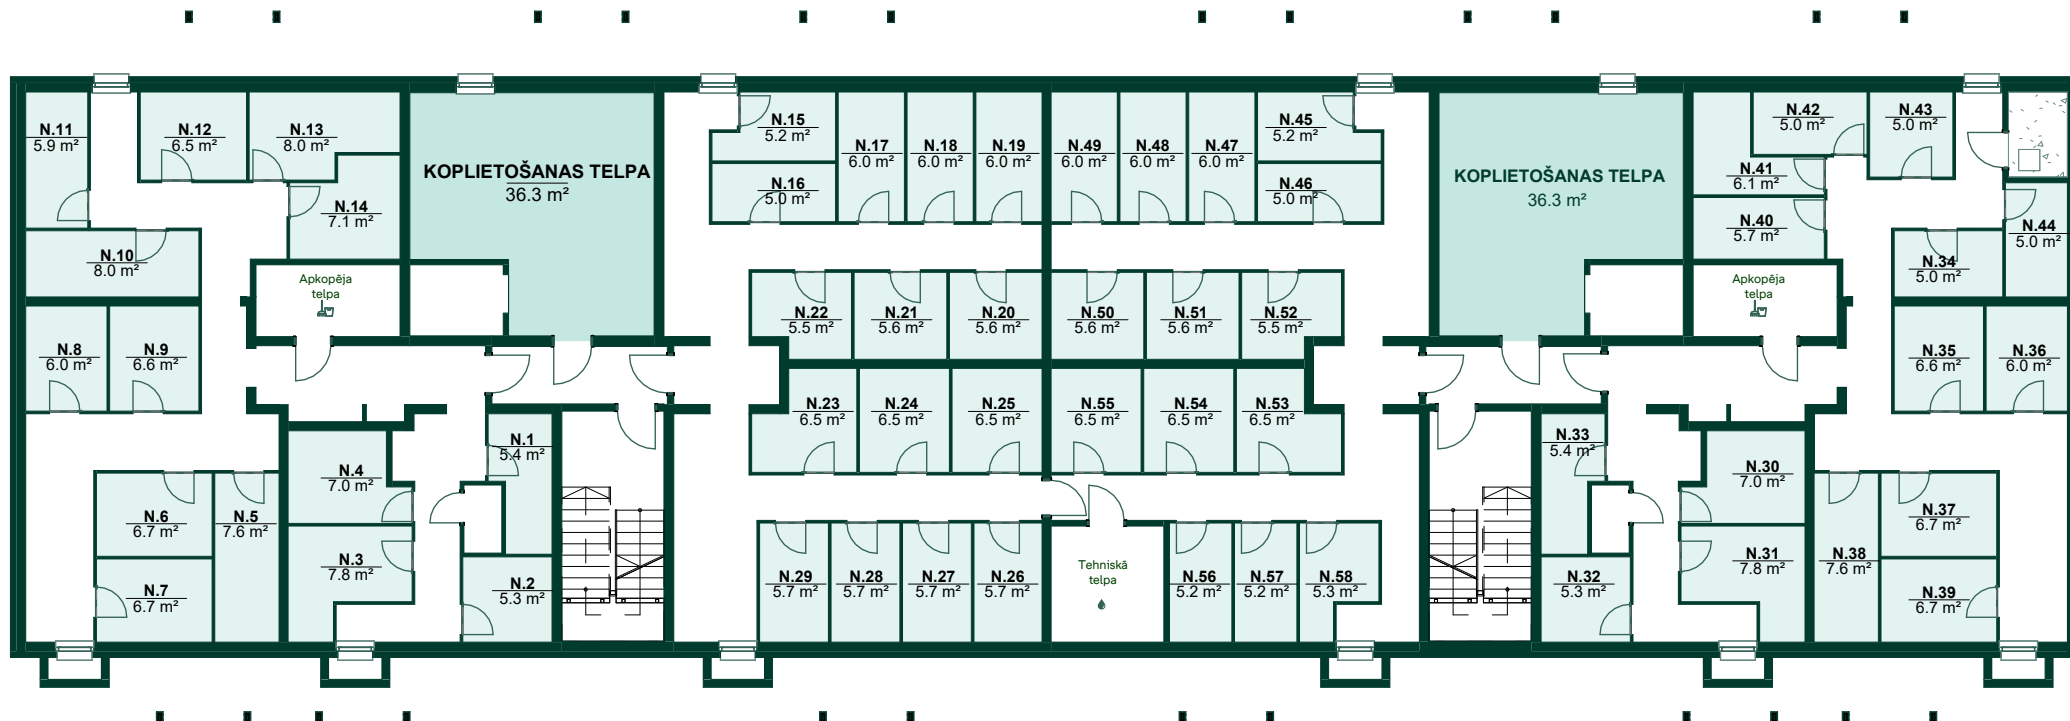 N.11
5.9 m²
N.12
6.5 m²
N.13
8.0 m²
N.14
7.1 m²
N.10
8.0 m²
Apkopēja
telpa
N.8
6.0 m²
N.9
6.6 m²
KOPLIETOŠANAS TELPA
36.3 m²
N.1
5.4 m²
N.4
7.0 m²
N.6
6.7 m²
N.5
7.6 m²
N.3
7.8 m²
N.7
6.7 m²
N.2
5.3 m²
N.15
5.2 m²
N.16
5.0 m²
N.17
6.0 m²
N.18
6.0 m²
N.19
6.0 m²
N.49
6.0 m²
N.48
6.0 m²
N.47
6.0 m²
N.45
5.2 m²
N.46
5.0 m²
N.22
5.5 m²
N.21
5.6 m²
N.20
5.6 m²
N.50
5.6 m²
N.51
5.6 m²
N.52
5.5 m²
N.23
6.5 m²
N.24
6.5 m²
N.25
6.5 m²
N.55
6.5 m²
N.54
6.5 m²
N.53
6.5 m²
N.29
5.7 m²
N.28
5.7 m²
N.27
5.7 m²
N.26
5.7 m²
Tehniskā
telpa
N.56
5.2 m²
N.57
5.2 m²
N.58
5.3 m²
KOPLIETOŠANAS TELPA
36.3 m²
N.42
5.0 m²
N.43
5.0 m²
N.41
6.1 m²
N.40
5.7 m²
N.44
5.0 m²
N.34
5.0 m²
Apkopēja
telpa
N.35
6.6 m²
N.36
6.0 m²
N.33
5.4 m²
N.30
7.0 m²
N.31
7.8 m²
N.32
5.3 m²
N.37
6.7 m²
N.38
7.6 m²
N.39
6.7 m²